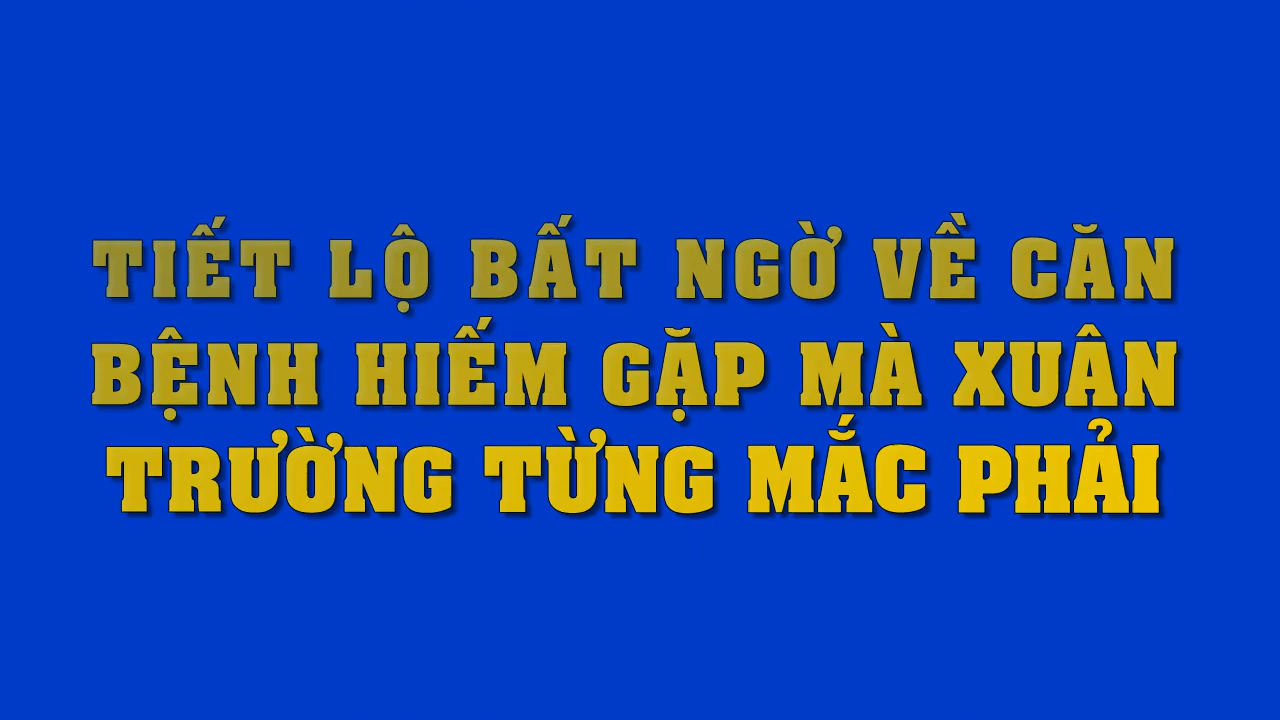 TIẾT LỘ BẤT NGỜ VỀ CĂN
BỆNH HIẾM GẶP MÀ XUÂN
TRƯỜNG TỪNG MẮC PHẢI